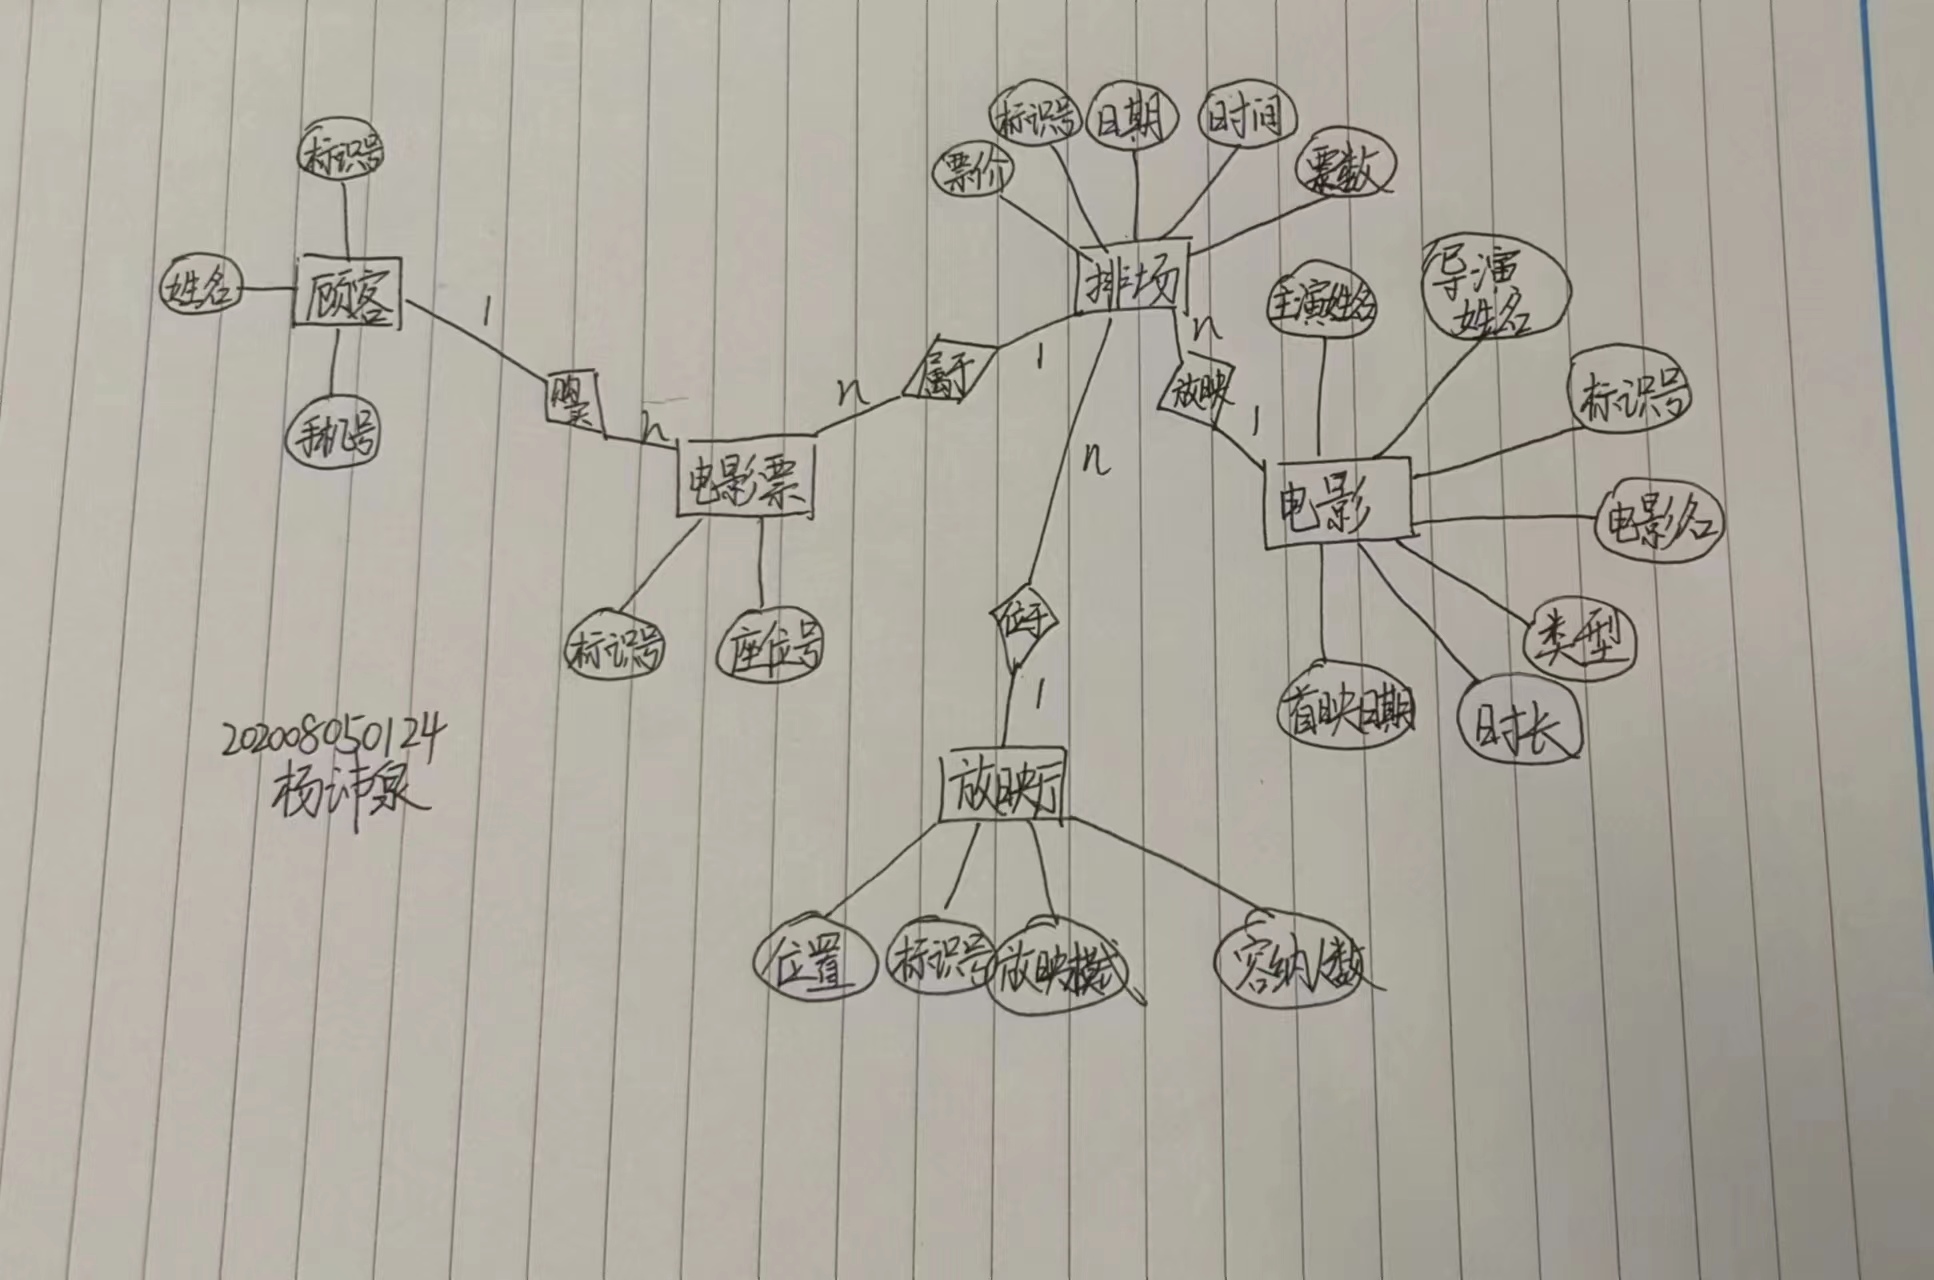 标识号
姓名
顾客
手机号
1
购买
n
电影票
标识号
座位号
n
属于
1
票价
标识号
日期
时间
票数
排场
n
放映
1
n
位于
1
主演姓名
导演
姓名
标识号
电影名
电影
类型
时长
首映日期
放映厅
位置
标识号
放映模式
容纳人数
202008050124